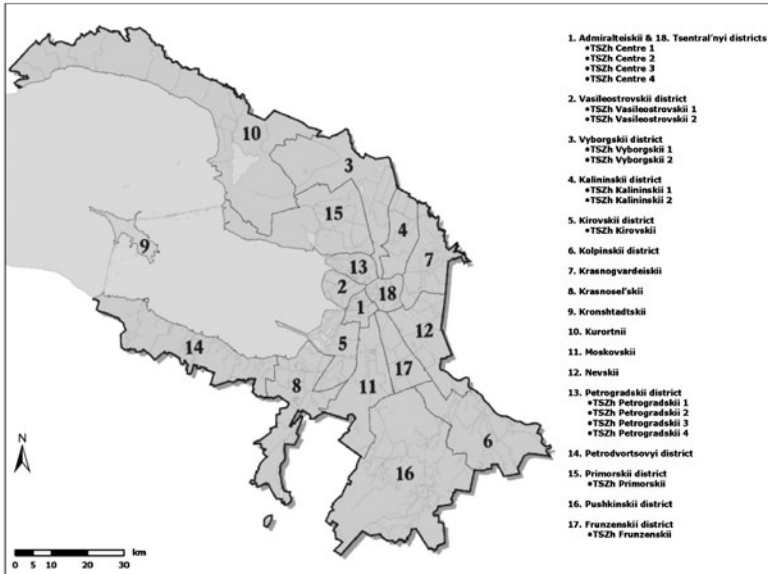 1. Admiralteiskii & 18. Tsentral'nyi districts
•TSZh Centre 1
•TSZh Centre 2
•TSZh Centre 3
•TSZh Centre 4
2. Vasileostrovskii district
•TSZh Vasileostrovskii 1
•TSZh Vasileostrovskii 2
3. Vyborgskii district
•TSZh Vyborgskii 1
•TSZh Vyborgskii 2
4. Kalininskii district
•TSZh Kalininskii 1
•TSZh Kalininskii 2
5. Kirovskii district
•TSZh Kirovskii
6. Kolpinskii district
7. Krasnogvardeiskii
8. Krasnosel'skii
9. Kronshtadtskii
10. Kurortnii
11. Moskovskii
12. Nevskii
13. Petrogradskii district
•TSZh Petrogradskii 1
•TSZh Petrogradskii 2
•TSZh Petrogradskii 3
•TSZh Petrogradskii 4
14. Petrodvortsovyi district
15. Primorskii district
•TSZh Primorskii
16. Pushkinskii district
17. Frunzenskii district
•TSZh Frunzenskii
10
3
15
4
9
13
7
2
18
1
12
14
5
17
8
11
6
16
N
0 5 10 20 30 km